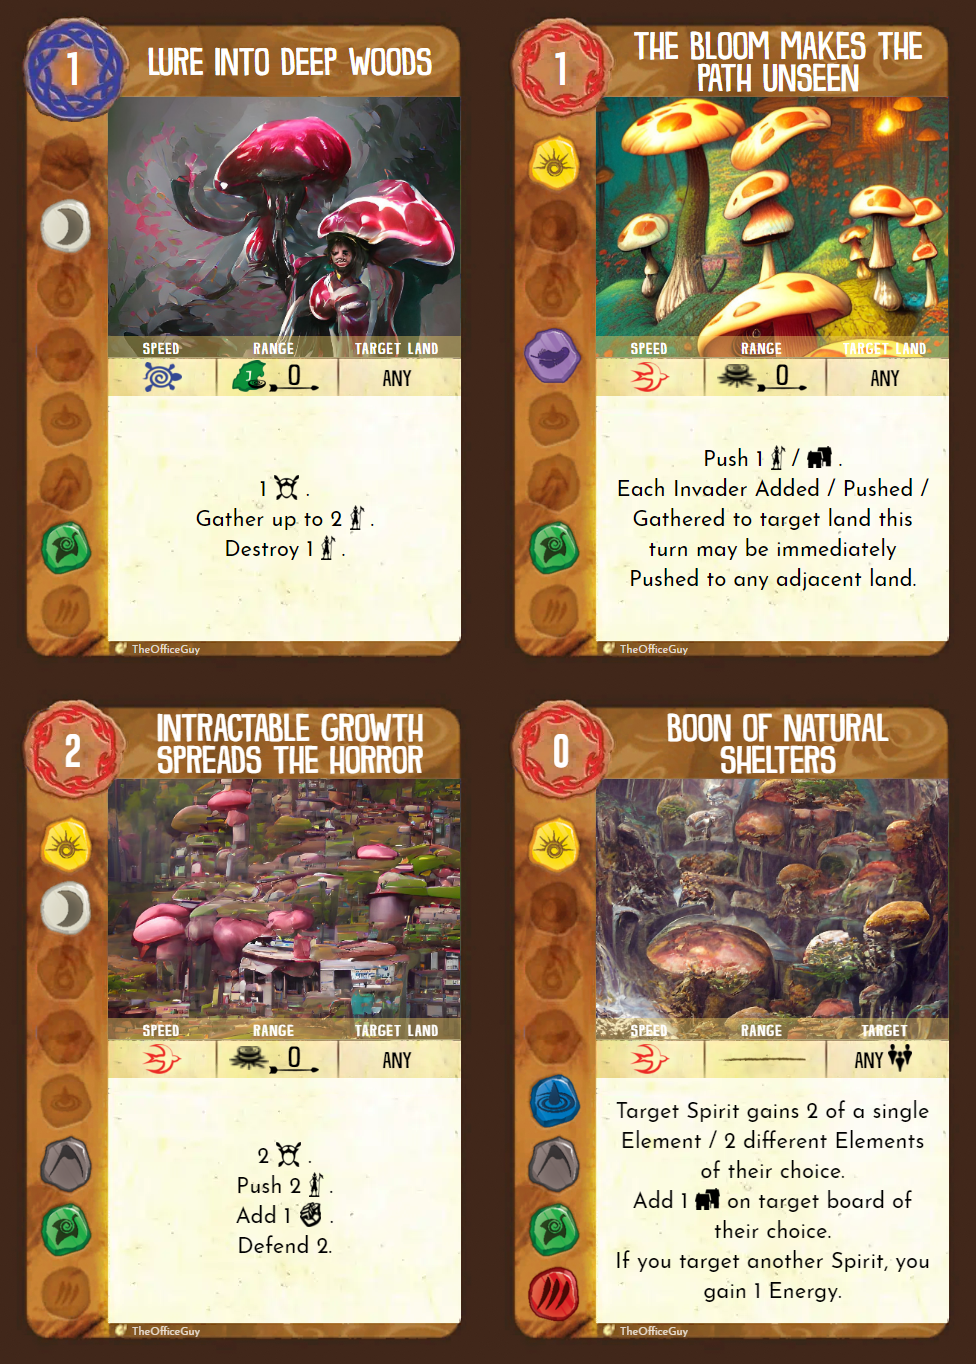 1
LURE INTO DEEP WOODS
SPEED
RANGE
TARGET LAND
J
0
ANY
1 .
Gather up to 2 .
Destroy 1 .
TheOfficeGuy
1
THE BLOOM MAKES THE
PATH UNSEEN
SPEED
RANGE
TARGET LAND
0
ANY
Push 1 / .
Each Invader Added / Pushed /
Gathered to target land this
turn may be immediately
Pushed to any adjacent land.
TheOfficeGuy
2
INTRACTABLE GROWTH
SPREADS THE HORROR
SPEED
RANGE
TARGET LAND
0
ANY
2 .
Push 2 .
Add 1 .
Defend 2.
TheOfficeGuy
0
BOON OF NATURAL
SHELTERS
SPEED
RANGE
TARGET
ANY
Target Spirit gains 2 of a single
Element / 2 different Elements
of their choice.
Add 1 on target board of
their choice.
If you target another Spirit, you
gain 1 Energy.
TheOfficeGuy